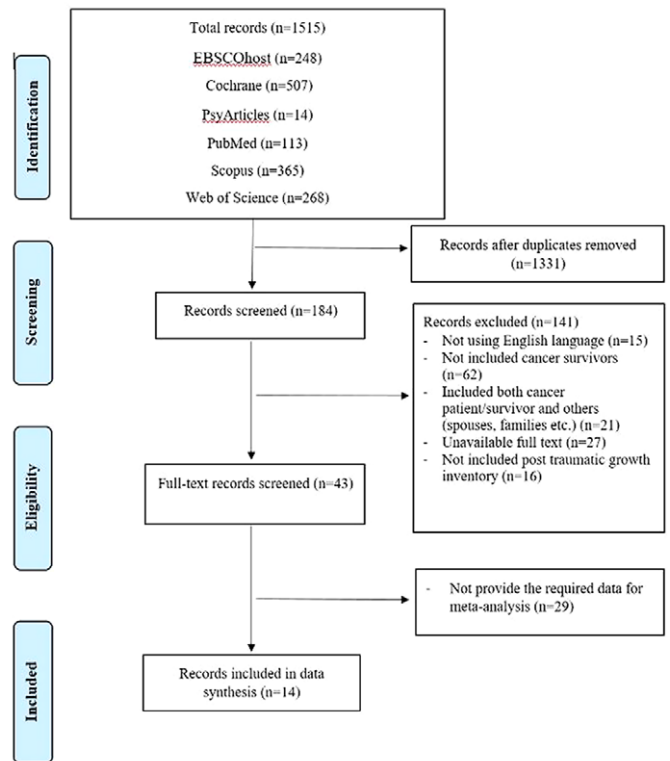 Total records (n=1515)
EBSCOhost (n=248)
Cochrane (n=507)
PsyArticles (n=14)
PubMed (n=113)
Scopus (n=365)
Web of Science (n=268)
Identification
Records after duplicates removed
(n=1331)
Screening
Records screened (n=184)
Records excluded (n=141)
- Not using English language (n=15)
- Not included cancer survivors
(n=62)
- Included both cancer
patient/survivor and others
(spouses, families etc.) (n=21)
- Unavailable full text (n=27)
- Not included post traumatic growth
inventory (n=16)
Eligibility
Full-text records screened (n=43)
- Not provide the required data for
meta-analysis (n=29)
Included
Records included in data
synthesis (n=14)